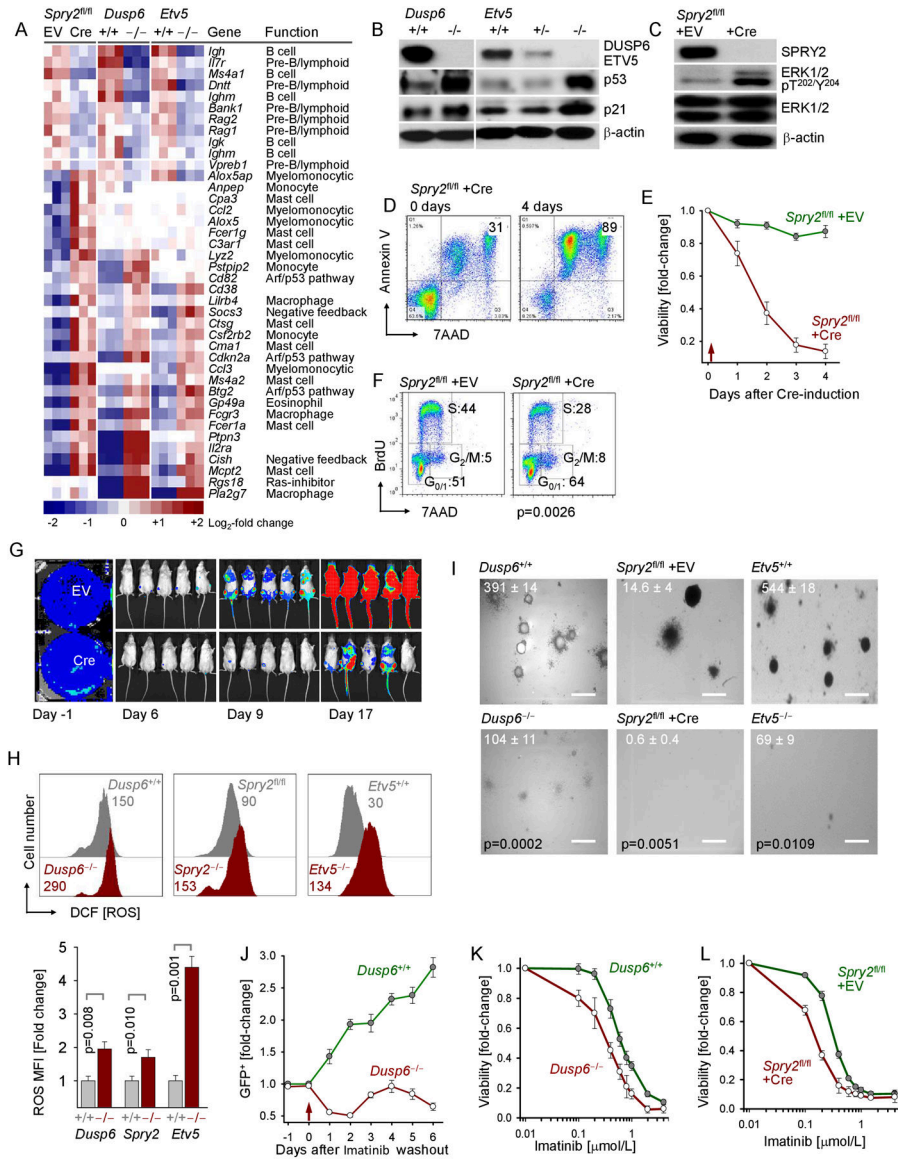 A
Spry2fl/fl Dusp6 Etv5
EV Cre +/+ −/− +/+ −/− Gene Function
Igh B cell
Il7r Pre-B/lymphoid
Ms4a1 B cell
Dntt Pre-B/lymphoid
Ighm B cell
Bank1 Pre-B/lymphoid
Rag2 Pre-B/lymphoid
Rag1 Pre-B/lymphoid
Igk B cell
Ighm B cell
Vpreb1 Pre-B/lymphoid
Alox5ap Myelomonocytic
Anpep Monocyte
Cpa3 Mast cell
Ccl2 Myelomonocytic
Alox5 Myelomonocytic
Fcer1g Mast cell
C3ar1 Mast cell
Lyz2 Myelomonocytic
Pstpip2 Monocyte
Cd82 Arf/p53 pathway
Cd38
Lilrb4 Macrophage
Socs3 Negative feedback
Ctsg Mast cell
Csf2rb2 Monocyte
Cma1 Mast cell
Cdkn2a Arf/p53 pathway
Ccl3 Myelomonocytic
Ms4a2 Mast cell
Btg2 Arf/p53 pathway
Gp49a Eosinophil
Fcgr3 Macrophage
Fcer1a Mast cell
Ptpn3
Il2ra
Cish Negative feedback
Mcpt2 Mast cell
Rgs18 Ras-inhibitor
Pla2g7 Macrophage
-2 -1 0 +1 +2 Log2-fold change
B
Dusp6 Etv5
+/+ -/- +/+ +/- -/-
DUSP6
ETV5
p53
p21
β-actin
C
Spry2fl/fl
+EV +Cre
SPRY2
ERK1/2
pT202/Y204
ERK1/2
β-actin
Spry2fl/fl +Cre
D
0 days 4 days
31 89
Annexin V
7AAD
E
Viability [fold-change]
1.0
0.8
0.6
0.4
0.2
Spry2fl/fl +EV
Spry2fl/fl
+Cre
0 1 2 3 4
Days after Cre-induction
F
Spry2fl/fl +EV Spry2fl/fl +Cre
S:44 S:28
G2/M:5 G2/M:8
G0/1:51 G0/1: 64
BrdU
7AAD p=0.0026
G
EV
Cre
Day -1 Day 6 Day 9 Day 17
H
Cell number
Dusp6+/+ Spry2fl/fl Etv5+/+
150 90 30
Dusp6−/− Spry2−/− Etv5−/−
290 153 134
DCF [ROS]
ROS MFI [Fold change]
5
4
3
2
1
p=0.008 p=0.010 p=0.001
+/+ −/− +/+ −/− +/+ −/−
Dusp6 Spry2 Etv5
I
Dusp6+/+ Spry2fl/fl +EV Etv5+/+
391 ± 14 14.6 ± 4 544 ± 18
Dusp6−/− Spry2fl/fl +Cre Etv5−/−
104 ± 11 0.6 ± 0.4 69 ± 9
p=0.0002 p=0.0051 p=0.0109
J
GFP+ [fold-change]
3.0
2.5
2.0
1.5
1.0
0.5
Dusp6+/+
Dusp6−/−
-1 0 1 2 3 4 5 6
Days after Imatinib washout
K
Viability [fold-change]
1.0
0.8
0.6
0.4
0.2
0.0
Dusp6+/+
Dusp6−/−
0.01 0.1 1
Imatinib [µmol/L]
L
Viability [fold-change]
1.0
0.8
0.6
0.4
0.2
0.0
Spry2fl/fl
+EV
Spry2fl/fl
+Cre
0.01 0.1 1
Imatinib [µmol/L]